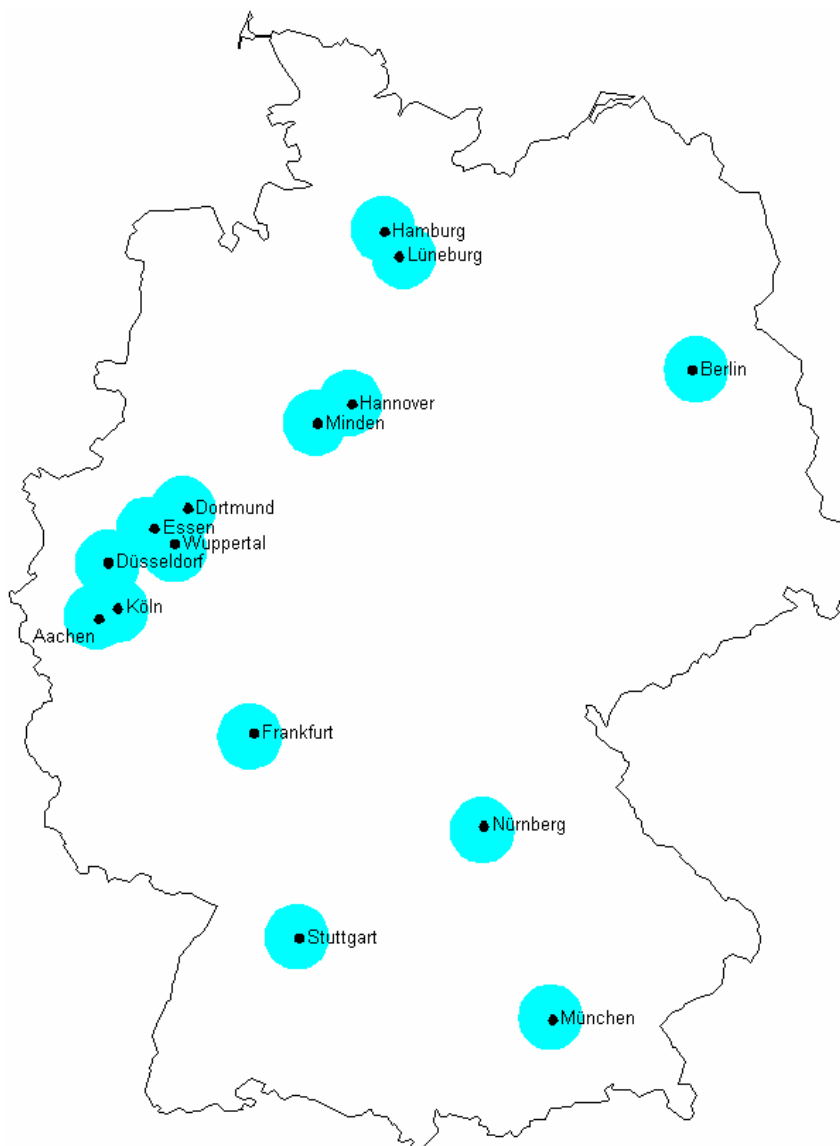 Hamburg
Lüneburg
Berlin
Hannover
Minden
Dortmund
Essen
Wuppertal
Düsseldorf
Köln
Aachen
Frankfurt
Nürnberg
Stuttgart
München